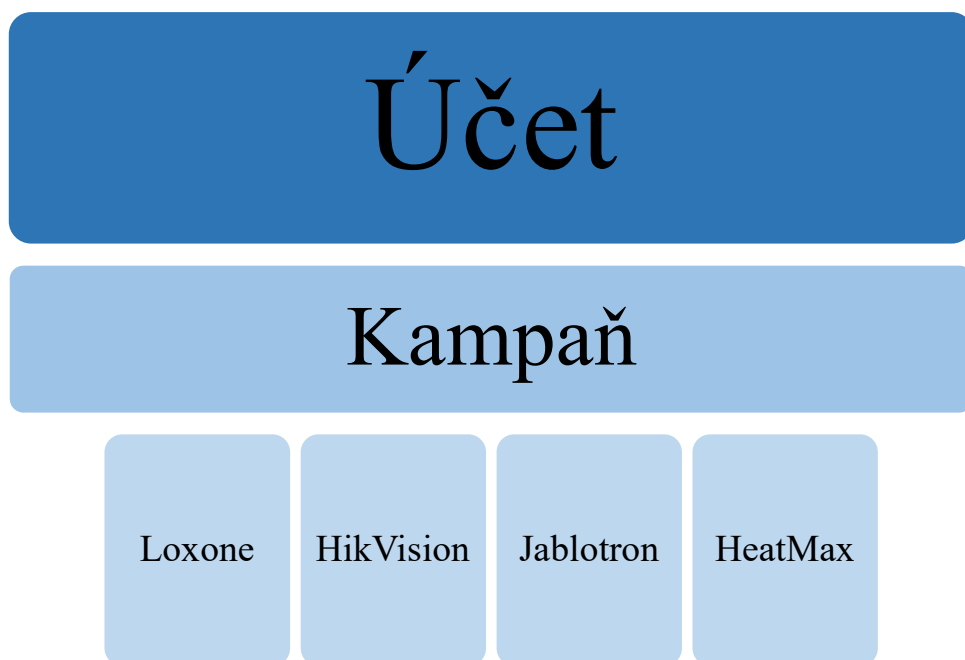 Účet
Kampaň
Loxone
HikVision
Jablotron
HeatMax